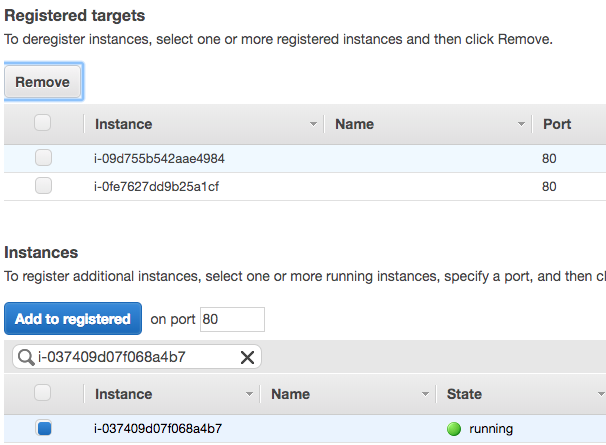 Registered targets
To deregister instances, select one or more registered instances and then click Remove.
Remove
Instance Name Port
i-09d755b542aae4984 80
i-0fe7627dd9b25a1cf 80
Instances
To register additional instances, select one or more running instances, specify a port, and then cl
Add to registered on port 80
i-037409d07f068a4b7
Instance Name State
i-037409d07f068a4b7 running